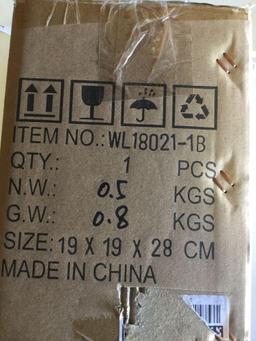 ITEM NO.: WL18021-1B
QTY.: 1 PCS
N.W.: 0.5 KGS
G.W.: 0.8 KGS
SIZE: 19 X 19 X 28 CM
MADE IN CHINA